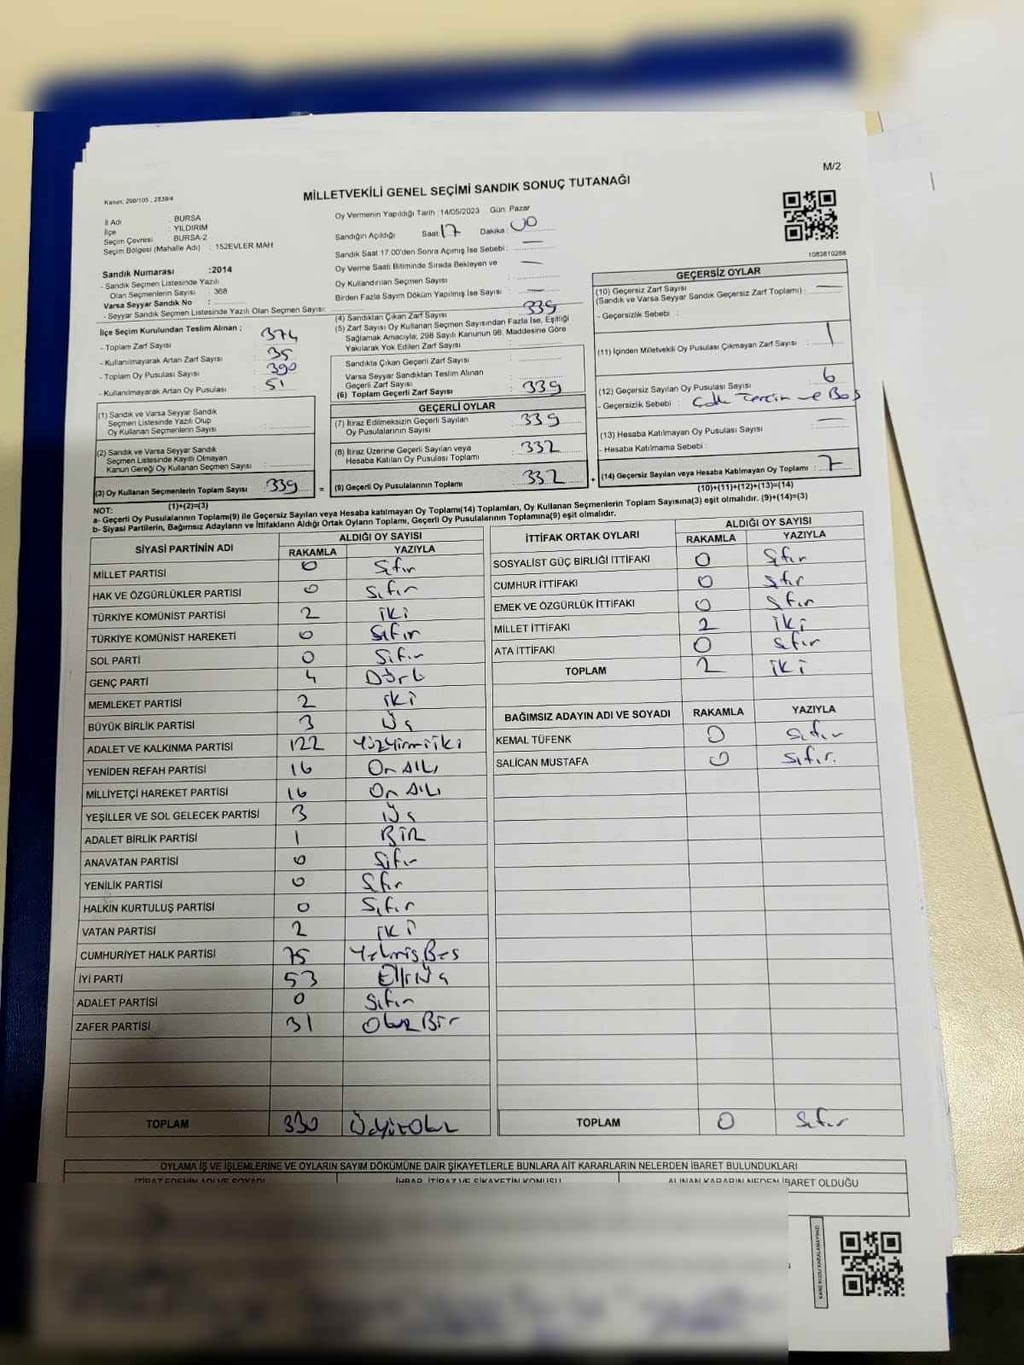 M/2
MİLLETVEKİLİ GENEL SEÇİMİ SANDIK SONUÇ TUTANAĞI
Kanun, 290/105 , 2839/4
İl Adı : BURSA
İlçe : YILDIRIM
Seçim Çevresi : BURSA-2
Seçim Bölgesi (Mahalle Adı) : 152EVLER MAH
Sandık Numarası :2014
- Sandık Seçmen Listesinde Yazılı
Olan Seçmenlerin Sayısı : 368
Varsa Seyyar Sandık No :
- Seyyar Sandık Seçmen Listesinde Yazılı Olan Seçmen Sayısı:
İlçe Seçim Kurulundan Teslim Alınan ;
- Toplam Zarf Sayısı : 374
- Kullanılmayarak Artan Zarf Sayısı : 35
- Toplam Oy Pusulası Sayısı : 390
- Kullanılmayarak Artan Oy Pusulası : 51
(1) Sandık ve Varsa Seyyar Sandık
Seçmen Listesinde Yazılı Olup
Oy Kullanan Seçmenlerin Sayısı :
(2) Sandık ve Varsa Seyyar Sandık
Seçmen Listesinde Kayıtlı Olmayan
Kanun Gereği Oy Kullanan Seçmen Sayısı :
(3) Oy Kullanan Seçmenlerin Toplam Sayısı : 339
(1)+(2)=(3)
Oy Vermenin Yapıldığı Tarih :14/05/2023 Gün: Pazar
Sandığın Açıldığı Saat : 17 Dakika : 00
Sandık Saat 17.00'den Sonra Açımış İse Sebebi : —
Oy Verme Saati Bitiminde Sırada Bekleyen ve
Oy Kullandırılan Seçmen Sayısı : —
Birden Fazla Sayım Döküm Yapılmış İse Sayısı : —
(4) Sandıktan Çıkan Zarf Sayısı : 339
(5) Zarf Sayısı Oy Kullanan Seçmen Sayısından Fazla İse, Eşitliği
Sağlamak Amacıyla; 298 Sayılı Kanunun 98. Maddesine Göre
Yakılarak Yok Edilen Zarf Sayısı :
Sandıkta Çıkan Geçerli Zarf Sayısı :
Varsa Seyyar Sandıktan Teslim Alınan
Geçerli Zarf Sayısı :
(6) Toplam Geçerli Zarf Sayısı : 339
GEÇERLİ OYLAR
(7) İtiraz Edilmeksizin Geçerli Sayılan
Oy Pusulalarının Sayısı : 339
(8) İtiraz Üzerine Geçerli Sayılan veya
Hesaba Katılan Oy Pusulası Toplamı : 332
= (9) Geçerli Oy Pusulalarının Toplamı : 332 +
1083810268
GEÇERSİZ OYLAR
(10) Geçersiz Zarf Sayısı : —
(Sandık ve Varsa Seyyar Sandık Geçersiz Zarf Toplamı)
- Geçersizlik Sebebi :
(11) İçinden Milletvekili Oy Pusulası Çıkmayan Zarf Sayısı : 1
(12) Geçersiz Sayılan Oy Pusulası Sayısı : 6
- Geçersizlik Sebebi : Çok Tercih ve Boş
(13) Hesaba Katılmayan Oy Pusulası Sayısı : —
- Hesaba Katılmama Sebebi :
(14) Geçersiz Sayılan veya Hesaba Katılmayan Oy Toplamı : 7
(10)+(11)+(12)+(13)=(14)
NOT:
a- Geçerli Oy Pusulalarının Toplamı(9) ile Geçersiz Sayılan veya Hesaba katılmayan Oy Toplamı(14) Toplamları, Oy Kullanan Seçmenlerin Toplam Sayısına(3) eşit olmalıdır. (9)+(14)=(3)
b- Siyasi Partilerin, Bağımsız Adayların ve İttifakların Aldığı Ortak Oyların Toplamı, Geçerli Oy Pusulalarının Toplamına(9) eşit olmalıdır.
SİYASİ PARTİNİN ADI ALDIĞI OY SAYISI
RAKAMLA YAZIYLA
MİLLET PARTİSİ 0 Sıfır
HAK VE ÖZGÜRLÜKLER PARTİSİ 0 Sıfır
TÜRKİYE KOMÜNİST PARTİSİ 2 iki
TÜRKİYE KOMÜNİST HAREKETİ 0 Sıfır
SOL PARTİ 0 Sıfır
GENÇ PARTİ 4 Dört
MEMLEKET PARTİSİ 2 iki
BÜYÜK BİRLİK PARTİSİ 3 Üç
ADALET VE KALKINMA PARTİSİ 122 Yüzyirmiiki
YENİDEN REFAH PARTİSİ 16 On Altı
MİLLİYETÇİ HAREKET PARTİSİ 16 On Altı
YEŞİLLER VE SOL GELECEK PARTİSİ 3 Üç
ADALET BİRLİK PARTİSİ 1 BİR
ANAVATAN PARTİSİ 0 Sıfır
YENİLİK PARTİSİ 0 Sıfır
HALKIN KURTULUŞ PARTİSİ 0 Sıfır
VATAN PARTİSİ 2 iki
CUMHURİYET HALK PARTİSİ 75 Yetmiş Beş
İYİ PARTİ 53 Elli Üç
ADALET PARTİSİ 0 Sıfır
ZAFER PARTİSİ 31 Otuz Bir
TOPLAM 330 Üçyüz Otuz
İTTİFAK ORTAK OYLARI ALDIĞI OY SAYISI
RAKAMLA YAZIYLA
SOSYALİST GÜÇ BİRLİĞİ İTTİFAKI 0 Sıfır
CUMHUR İTTİFAKI 0 Sıfır
EMEK VE ÖZGÜRLÜK İTTİFAKI 0 Sıfır
MİLLET İTTİFAKI 2 iki
ATA İTTİFAKI 0 Sıfır
TOPLAM 2 iki
BAĞIMSIZ ADAYIN ADI VE SOYADI RAKAMLA YAZIYLA
KEMAL TÜFENK 0 Sıfır
SALİCAN MUSTAFA 0 Sıfır.
TOPLAM 0 Sıfır
OYLAMA İŞ VE İŞLEMLERİNE VE OYLARIN SAYIM DÖKÜMÜNE DAİR ŞİKAYETLERLE BUNLARA AİT KARARLARIN NELERDEN İBARET BULUNDUKLARI
İTİRAZ EDENİN ADI VE SOYADI İHBAR, İTİRAZ VE ŞİKAYETİN KONUSU ALINAN KARARIN NEDEN İBARET OLDUĞU